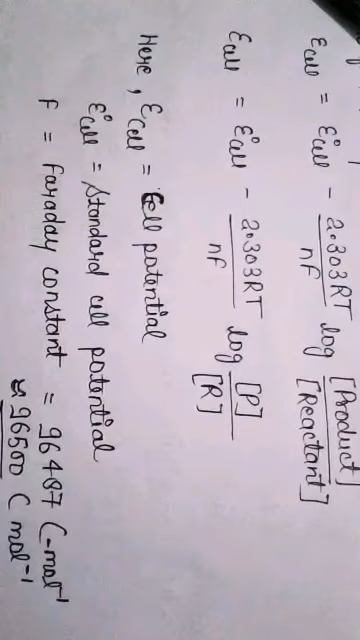 Ecell = E°cell - 2.303RT/nF log [Product]/[Reactant]
Ecell = E°cell - 2.303RT/nF log [P]/[R]
Here, Ecell = Cell potential
E°cell = Standard cell potential
F = Faraday constant = 96487 C-mol⁻¹
≈ 96500 C mol⁻¹